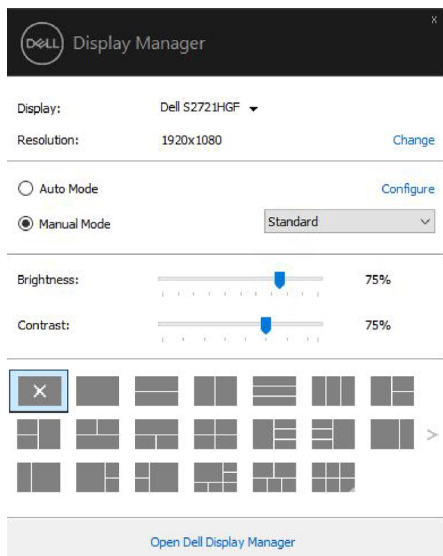 DELL Display Manager
X
Display: Dell S2721HGF
Resolution: 1920x1080 Change
Auto Mode Configure
Manual Mode Standard
Brightness: 75%
Contrast: 75%
Open Dell Display Manager